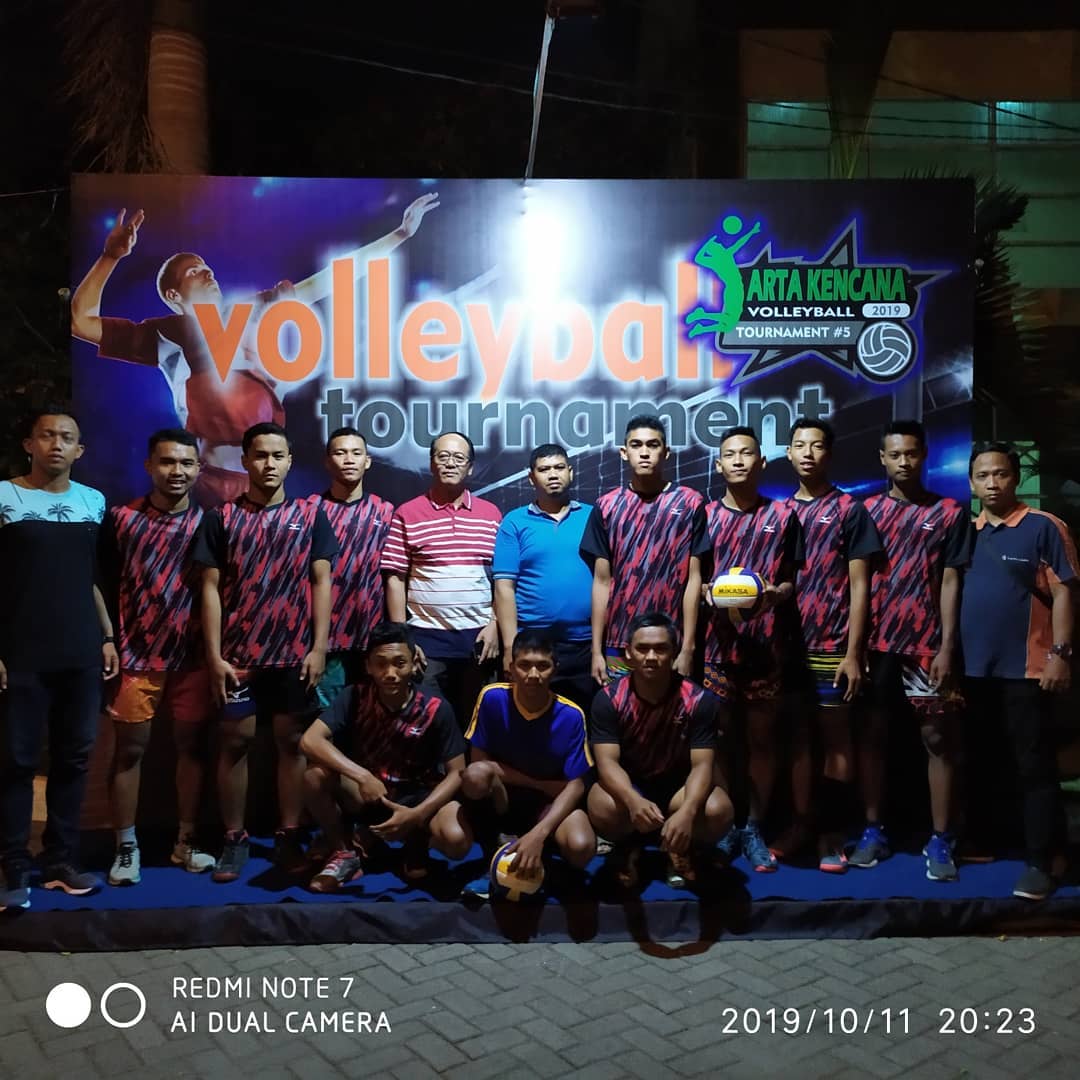 volleyball
tournament
ARTA KENCANA
VOLLEYBALL 2019
TOURNAMENT #5
MIKASA
REDMI NOTE 7
AI DUAL CAMERA
2019/10/11 20:23